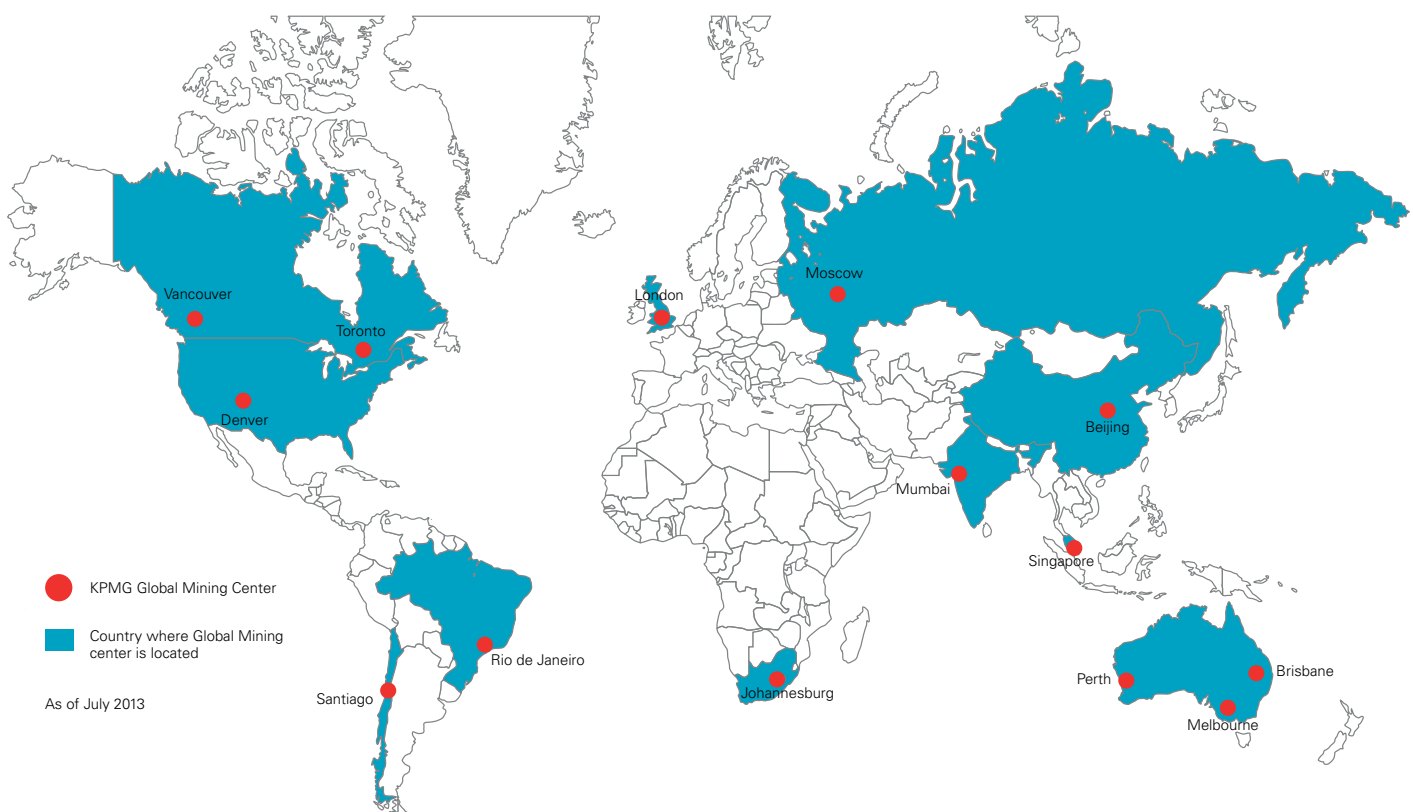 Moscow
Vancouver
London
Toronto
Denver
Beijing
Mumbai
Singapore
KPMG Global Mining Center
Country where Global Mining
center is located
Rio de Janeiro
Santiago
As of July 2013
Johannesburg
Perth
Brisbane
Melbourne